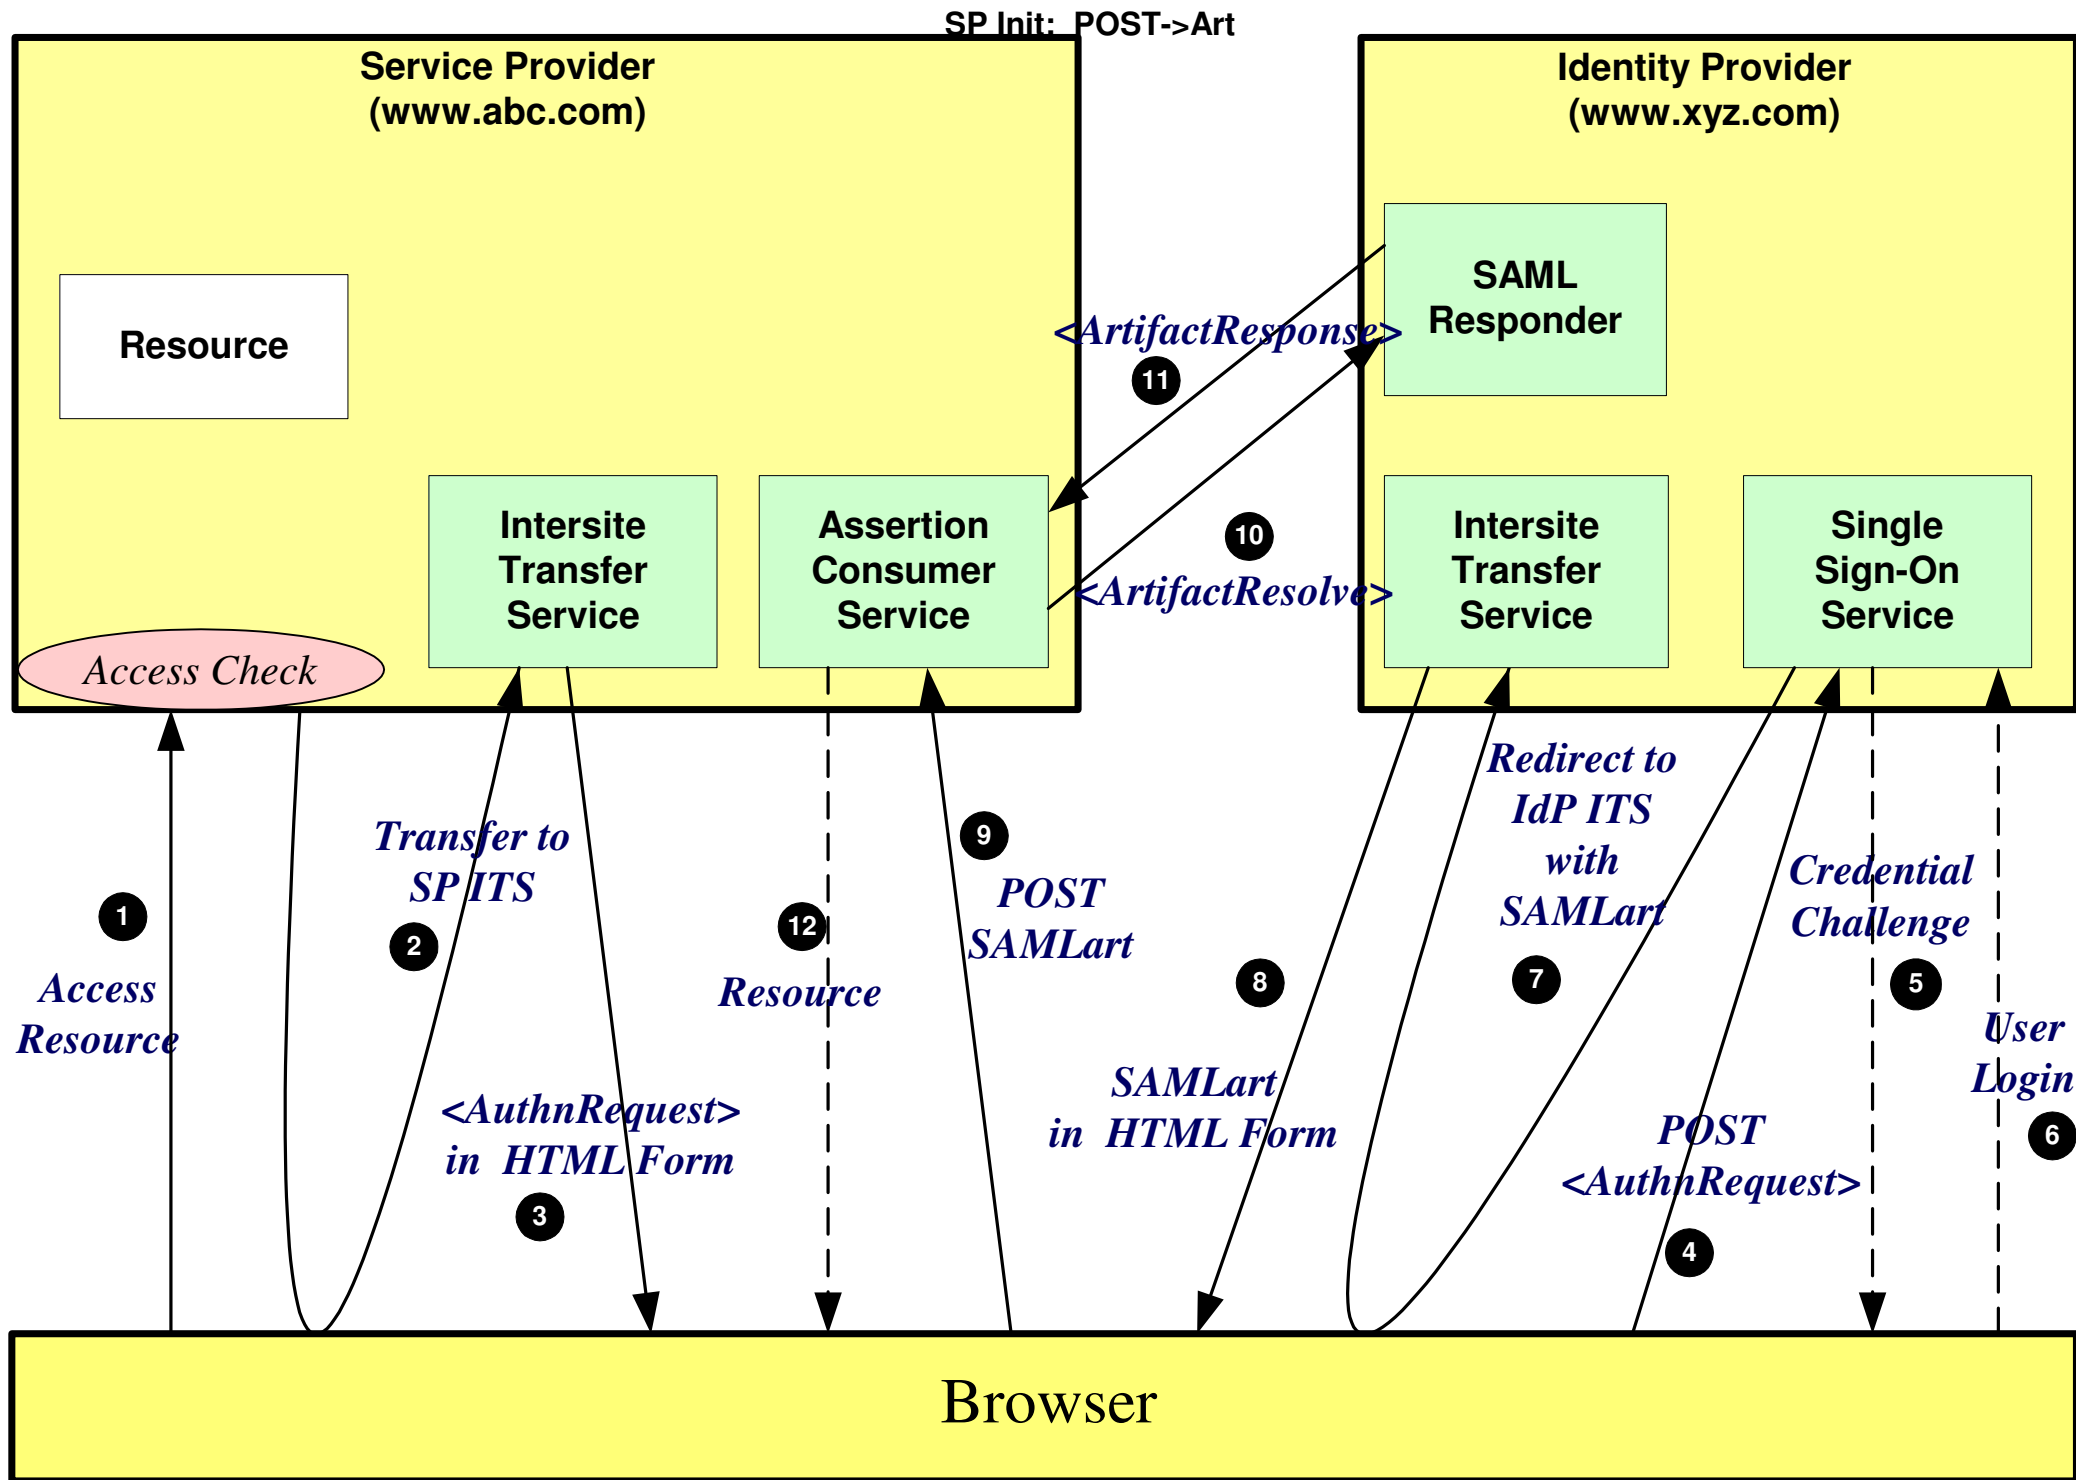 SP Init:  POST->Art
Service Provider
(www.abc.com)
Identity Provider
(www.xyz.com)
Resource
SAML
Responder
<ArtifactResponse>
11
Intersite
Transfer
Service
Assertion
Consumer
Service
10
<ArtifactResolve>
Intersite
Transfer
Service
Single
Sign-On
Service
Access Check
1
Access
Resource
Transfer to
SP ITS
2
<AuthnRequest>
in  HTML Form
3
12
Resource
9
POST
SAMLart
8
SAMLart
in  HTML Form
Redirect to
IdP ITS
with
SAMLart
7
POST
<AuthnRequest>
4
Credential
Challenge
5
User
Login
6
Browser